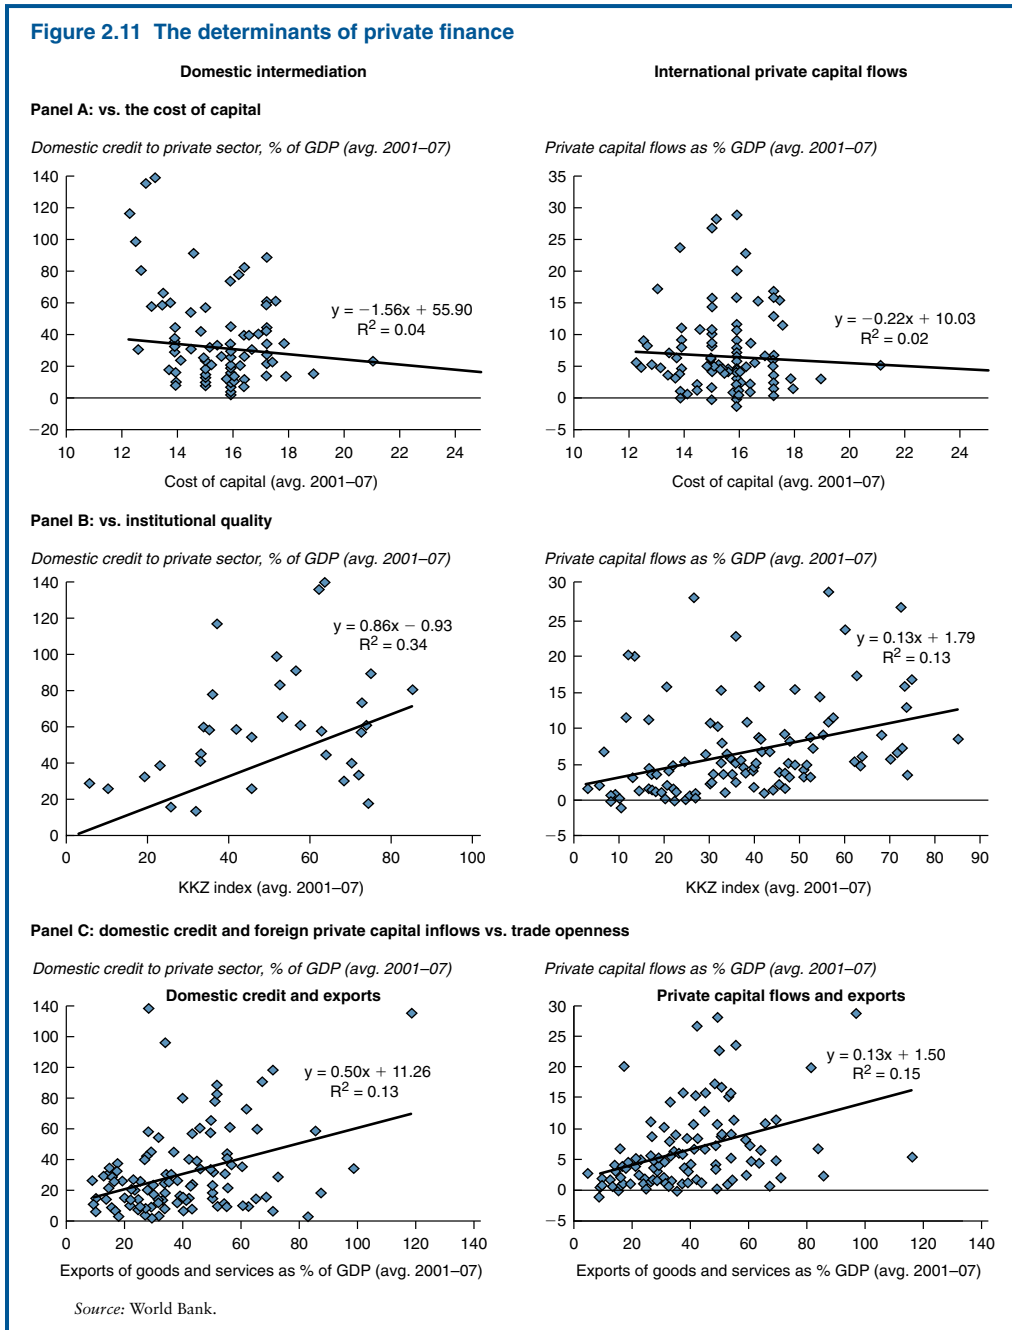 Figure 2.11 The determinants of private finance
Domestic intermediation
International private capital flows
Panel A: vs. the cost of capital
Domestic credit to private sector, % of GDP (avg. 2001–07)
140
120
100
80
60
40
20
0
−20
y = −1.56x + 55.90
R2 = 0.04
10 12 14 16 18 20 22 24
Cost of capital (avg. 2001–07)
Private capital flows as % GDP (avg. 2001–07)
35
30
25
20
15
10
5
0
−5
y = −0.22x + 10.03
R2 = 0.02
10 12 14 16 18 20 22 24
Cost of capital (avg. 2001–07)
Panel B: vs. institutional quality
Domestic credit to private sector, % of GDP (avg. 2001–07)
140
120
100
80
60
40
20
0
y = 0.86x − 0.93
R2 = 0.34
0 20 40 60 80 100
KKZ index (avg. 2001–07)
Private capital flows as % GDP (avg. 2001–07)
30
25
20
15
10
5
0
−5
y = 0.13x + 1.79
R2 = 0.13
0 10 20 30 40 50 60 70 80 90
KKZ index (avg. 2001–07)
Panel C: domestic credit and foreign private capital inflows vs. trade openness
Domestic credit to private sector, % of GDP (avg. 2001–07)
Domestic credit and exports
140
100
120
80
60
40
20
0
y = 0.50x + 11.26
R2 = 0.13
0 20 40 60 80 100 120 140
Exports of goods and services as % of GDP (avg. 2001–07)
Private capital flows as % GDP (avg. 2001–07)
Private capital flows and exports
30
25
20
15
10
5
0
−5
y = 0.13x + 1.50
R2 = 0.15
0 20 40 60 80 100 120 140
Exports of goods and services as % GDP (avg. 2001–07)
Source: World Bank.